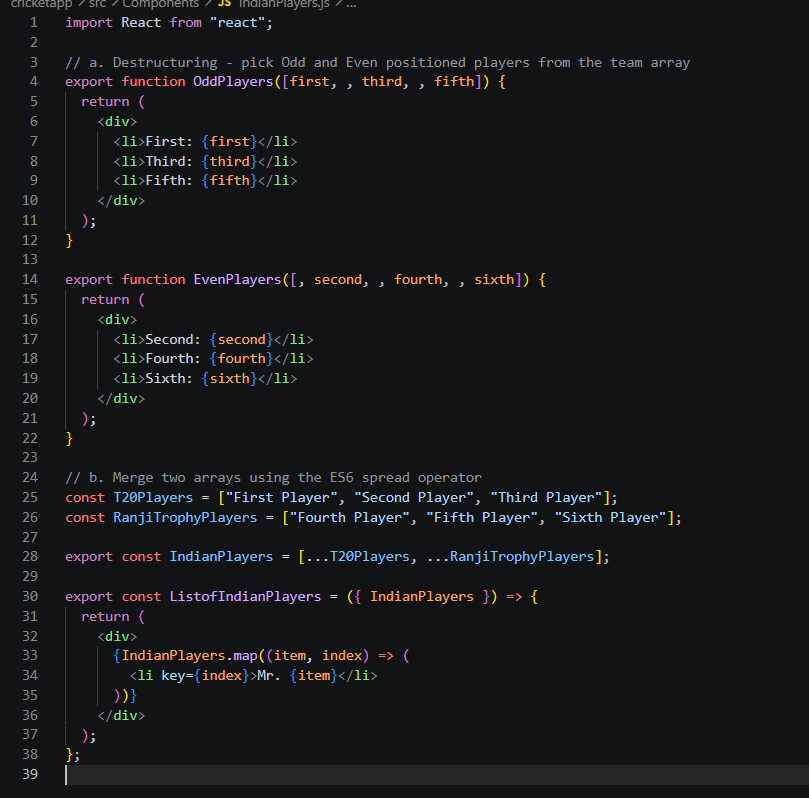 cricketapp > src > Components > JS IndianPlayers.js > ...
1 import React from "react";
2
3 // a. Destructuring - pick Odd and Even positioned players from the team array
4 export function OddPlayers([first, , third, , fifth]) {
5   return (
6     <div>
7       <li>First: {first}</li>
8       <li>Third: {third}</li>
9       <li>Fifth: {fifth}</li>
10     </div>
11   );
12 }
13
14 export function EvenPlayers([, second, , fourth, , sixth]) {
15   return (
16     <div>
17       <li>Second: {second}</li>
18       <li>Fourth: {fourth}</li>
19       <li>Sixth: {sixth}</li>
20     </div>
21   );
22 }
23
24 // b. Merge two arrays using the ES6 spread operator
25 const T20Players = ["First Player", "Second Player", "Third Player"];
26 const RanjiTrophyPlayers = ["Fourth Player", "Fifth Player", "Sixth Player"];
27
28 export const IndianPlayers = [...T20Players, ...RanjiTrophyPlayers];
29
30 export const ListofIndianPlayers = ({ IndianPlayers }) => {
31   return (
32     <div>
33       {IndianPlayers.map((item, index) => (
34         <li key={index}>Mr. {item}</li>
35       ))}
36     </div>
37   );
38 };
39